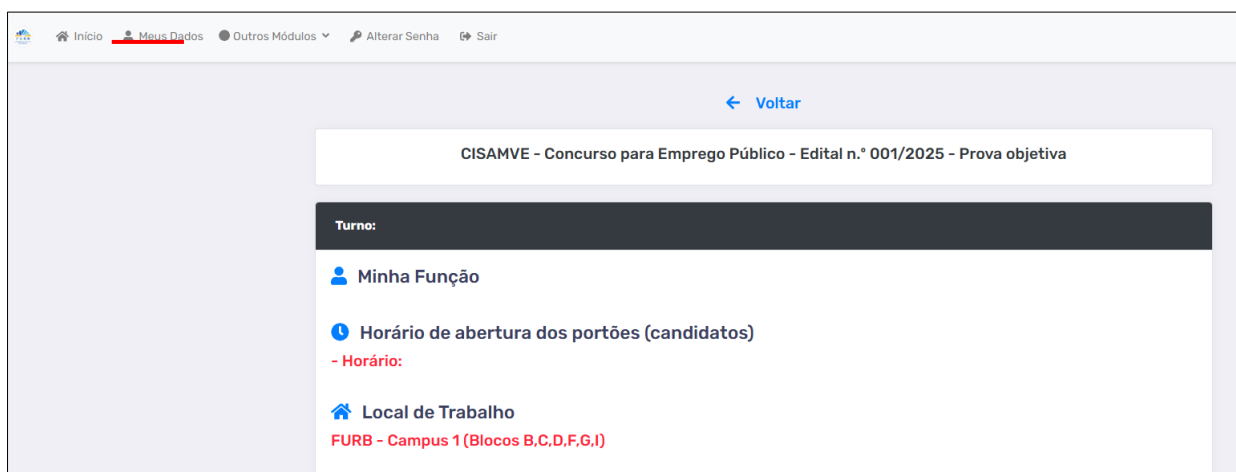 Início Meus Dados Outros Módulos Alterar Senha Sair
Voltar
CISAMVE - Concurso para Emprego Público - Edital n.º 001/2025 - Prova objetiva
Turno:
Minha Função
Horário de abertura dos portões (candidatos)
- Horário:
Local de Trabalho
FURB - Campus 1 (Blocos B,C,D,F,G,I)